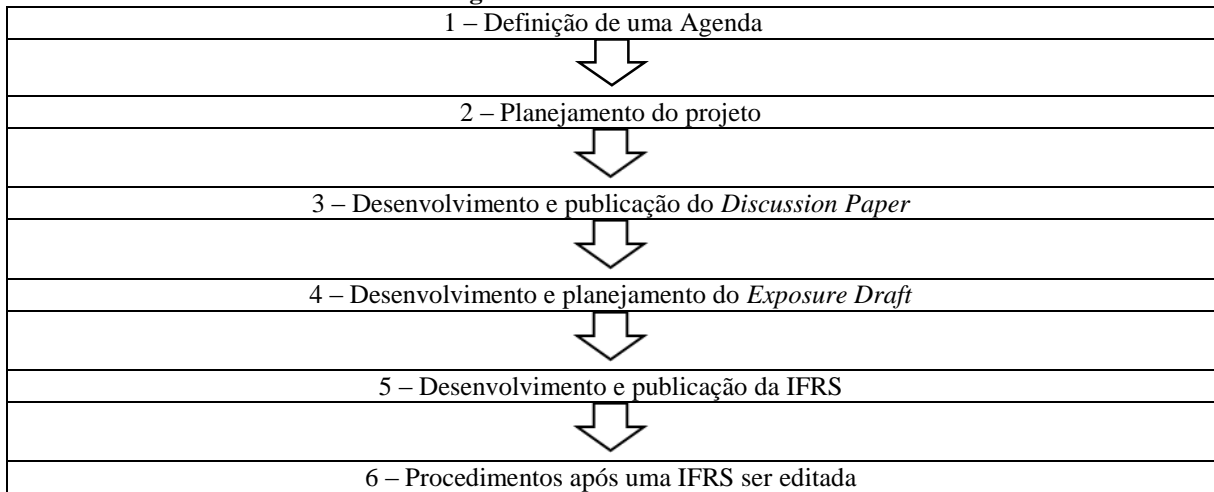 1 – Definição de uma Agenda
2 – Planejamento do projeto
3 – Desenvolvimento e publicação do Discussion Paper
4 – Desenvolvimento e planejamento do Exposure Draft
5 – Desenvolvimento e publicação da IFRS
6 – Procedimentos após uma IFRS ser editada